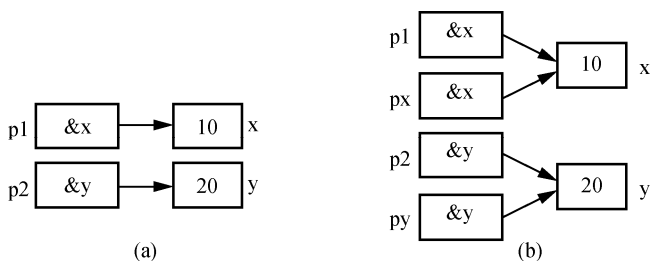 p1 &x 10 x
p2 &y 20 y
(a)
p1 &x
px &x
10 x
p2 &y
py &y
20 y
(b)